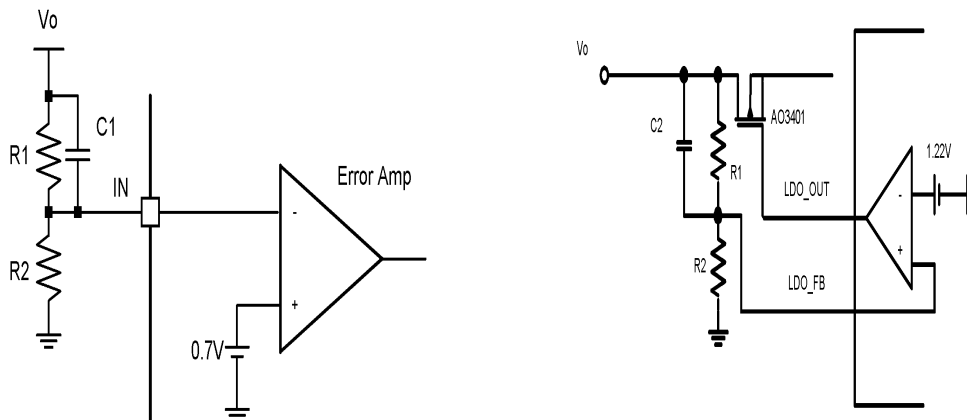 Vo
C1
R1
IN
Error Amp
-
R2
+
0.7V
Vo
AO3401
C2
R1
1.22V
LDO_OUT
-
R2
+
LDO_FB